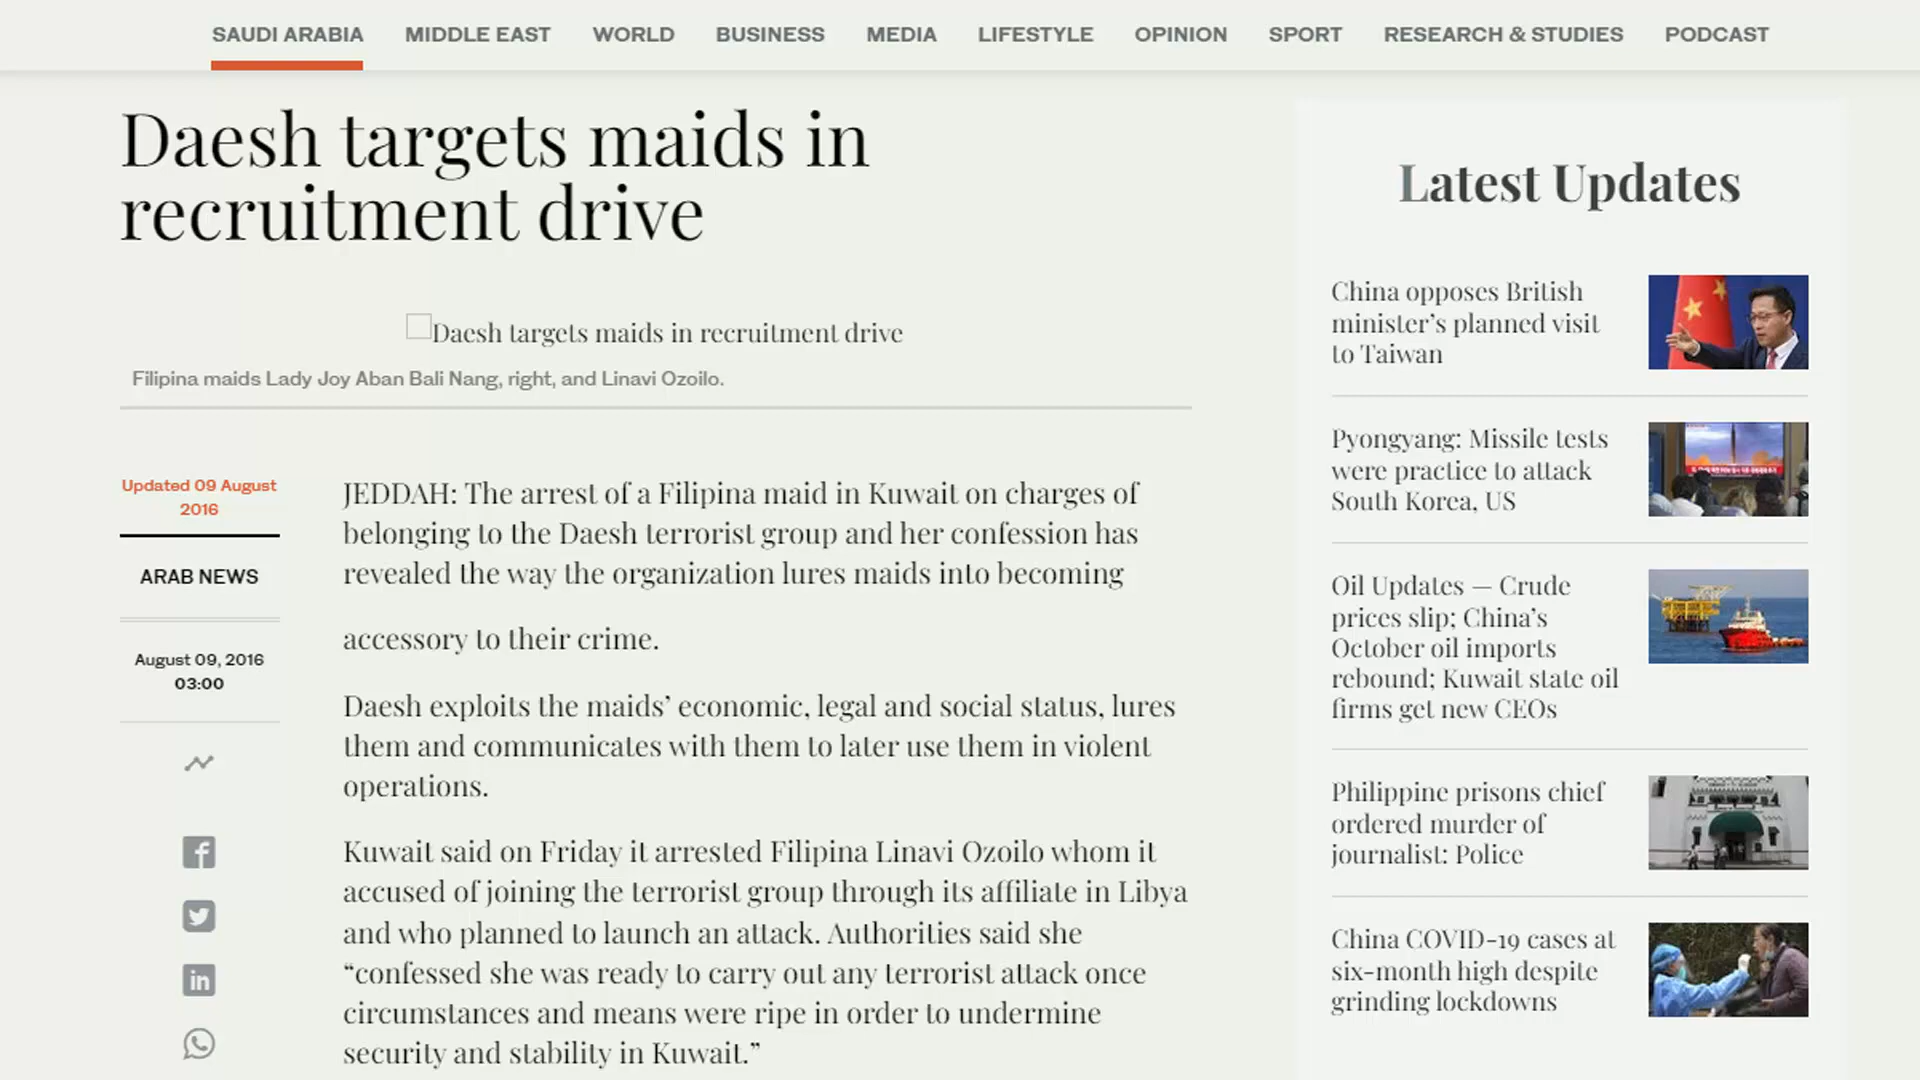 SAUDI ARABIA MIDDLE EAST WORLD BUSINESS MEDIA LIFESTYLE OPINION SPORT RESEARCH & STUDIES PODCAST
Daesh targets maids in
recruitment drive
Daesh targets maids in recruitment drive
Filipina maids Lady Joy Aban Bali Nang, right, and Linavi Ozoilo.
Updated 09 August
2016
ARAB NEWS
August 09, 2016
03:00
JEDDAH: The arrest of a Filipina maid in Kuwait on charges of
belonging to the Daesh terrorist group and her confession has
revealed the way the organization lures maids into becoming
accessory to their crime.
Daesh exploits the maids’ economic, legal and social status, lures
them and communicates with them to later use them in violent
operations.
Kuwait said on Friday it arrested Filipina Linavi Ozoilo whom it
accused of joining the terrorist group through its affiliate in Libya
and who planned to launch an attack. Authorities said she
“confessed she was ready to carry out any terrorist attack once
circumstances and means were ripe in order to undermine
security and stability in Kuwait.”
Latest Updates
China opposes British
minister’s planned visit
to Taiwan
Pyongyang: Missile tests
were practice to attack
South Korea, US
Oil Updates — Crude
prices slip; China’s
October oil imports
rebound; Kuwait state oil
firms get new CEOs
Philippine prisons chief
ordered murder of
journalist: Police
China COVID-19 cases at
six-month high despite
grinding lockdowns